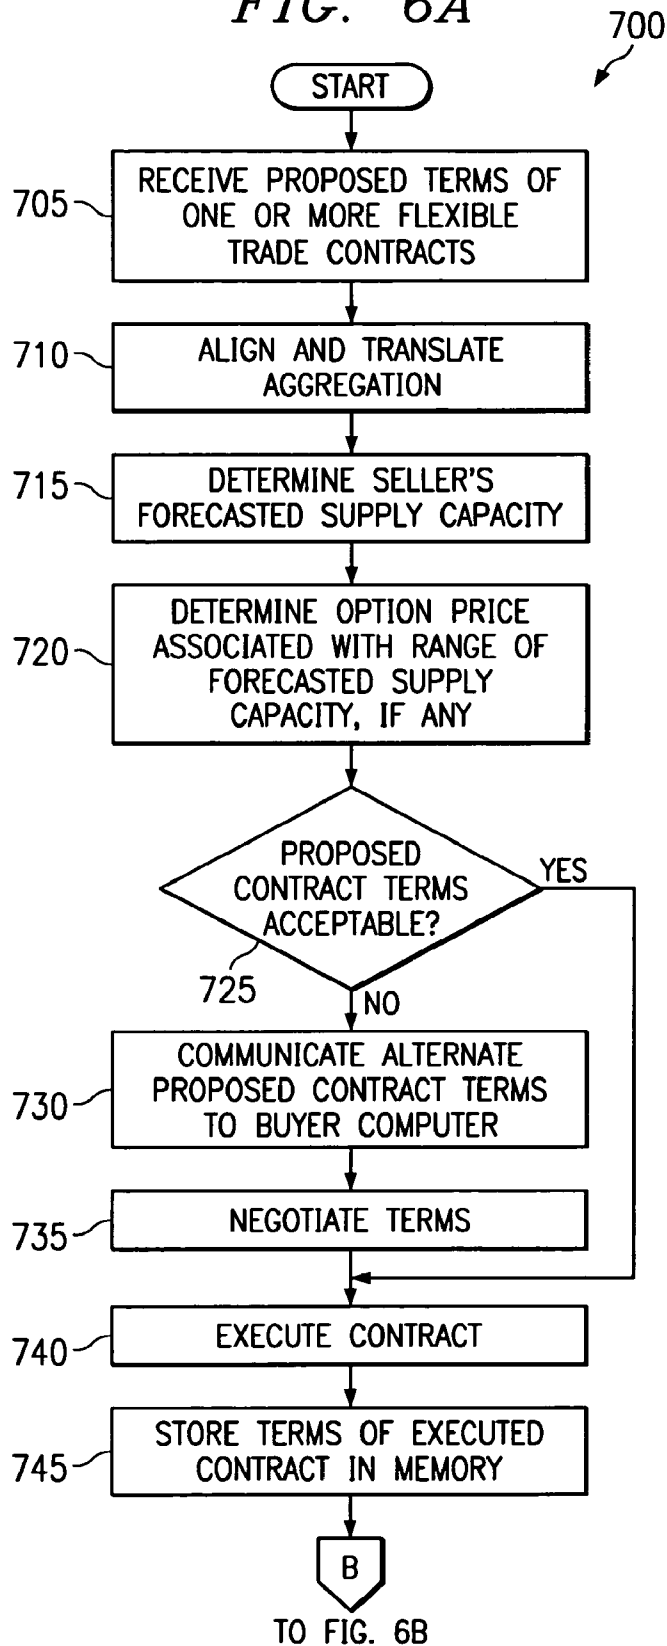 FIG. 6A
700
START
705
RECEIVE PROPOSED TERMS OF
ONE OR MORE FLEXIBLE
TRADE CONTRACTS
710
ALIGN AND TRANSLATE
AGGREGATION
715
DETERMINE SELLER'S
FORECASTED SUPPLY CAPACITY
720
DETERMINE OPTION PRICE
ASSOCIATED WITH RANGE OF
FORECASTED SUPPLY
CAPACITY, IF ANY
PROPOSED
CONTRACT TERMS
ACCEPTABLE?
YES
725
NO
730
COMMUNICATE ALTERNATE
PROPOSED CONTRACT TERMS
TO BUYER COMPUTER
735
NEGOTIATE TERMS
740
EXECUTE CONTRACT
745
STORE TERMS OF EXECUTED
CONTRACT IN MEMORY
B
TO FIG. 6B